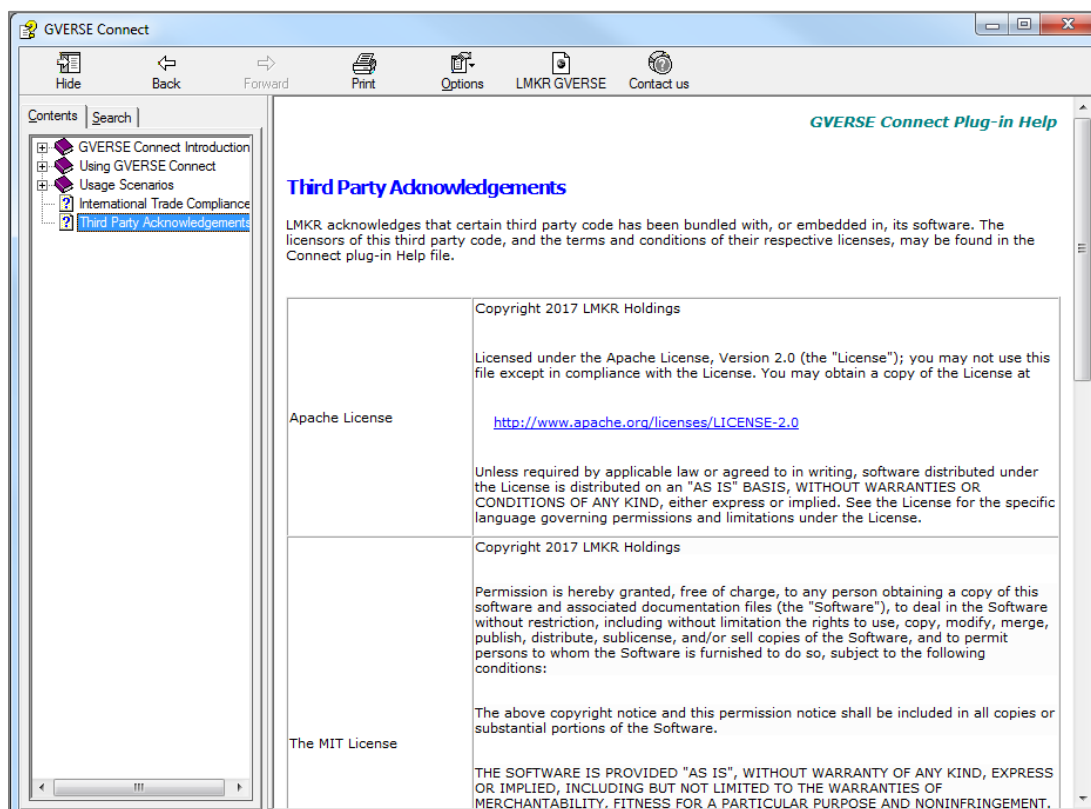 GVERSE Connect
Hide
Back
Forward
Print
Options
LMKR GVERSE
Contact us
Contents
Search
GVERSE Connect Introduction
Using GVERSE Connect
Usage Scenarios
International Trade Compliance
Third Party Acknowledgements
GVERSE Connect Plug-in Help
Third Party Acknowledgements
LMKR acknowledges that certain third party code has been bundled with, or embedded in, its software. The
licensors of this third party code, and the terms and conditions of their respective licenses, may be found in the
Connect plug-in Help file.
Apache License
Copyright 2017 LMKR Holdings
Licensed under the Apache License, Version 2.0 (the "License"); you may not use this
file except in compliance with the License. You may obtain a copy of the License at
http://www.apache.org/licenses/LICENSE-2.0
Unless required by applicable law or agreed to in writing, software distributed under
the License is distributed on an "AS IS" BASIS, WITHOUT WARRANTIES OR
CONDITIONS OF ANY KIND, either express or implied. See the License for the specific
language governing permissions and limitations under the License.
The MIT License
Copyright 2017 LMKR Holdings
Permission is hereby granted, free of charge, to any person obtaining a copy of this
software and associated documentation files (the "Software"), to deal in the Software
without restriction, including without limitation the rights to use, copy, modify, merge,
publish, distribute, sublicense, and/or sell copies of the Software, and to permit
persons to whom the Software is furnished to do so, subject to the following
conditions:
The above copyright notice and this permission notice shall be included in all copies or
substantial portions of the Software.
THE SOFTWARE IS PROVIDED "AS IS", WITHOUT WARRANTY OF ANY KIND, EXPRESS
OR IMPLIED, INCLUDING BUT NOT LIMITED TO THE WARRANTIES OF
MERCHANTABILITY, FITNESS FOR A PARTICULAR PURPOSE AND NONINFRINGEMENT.